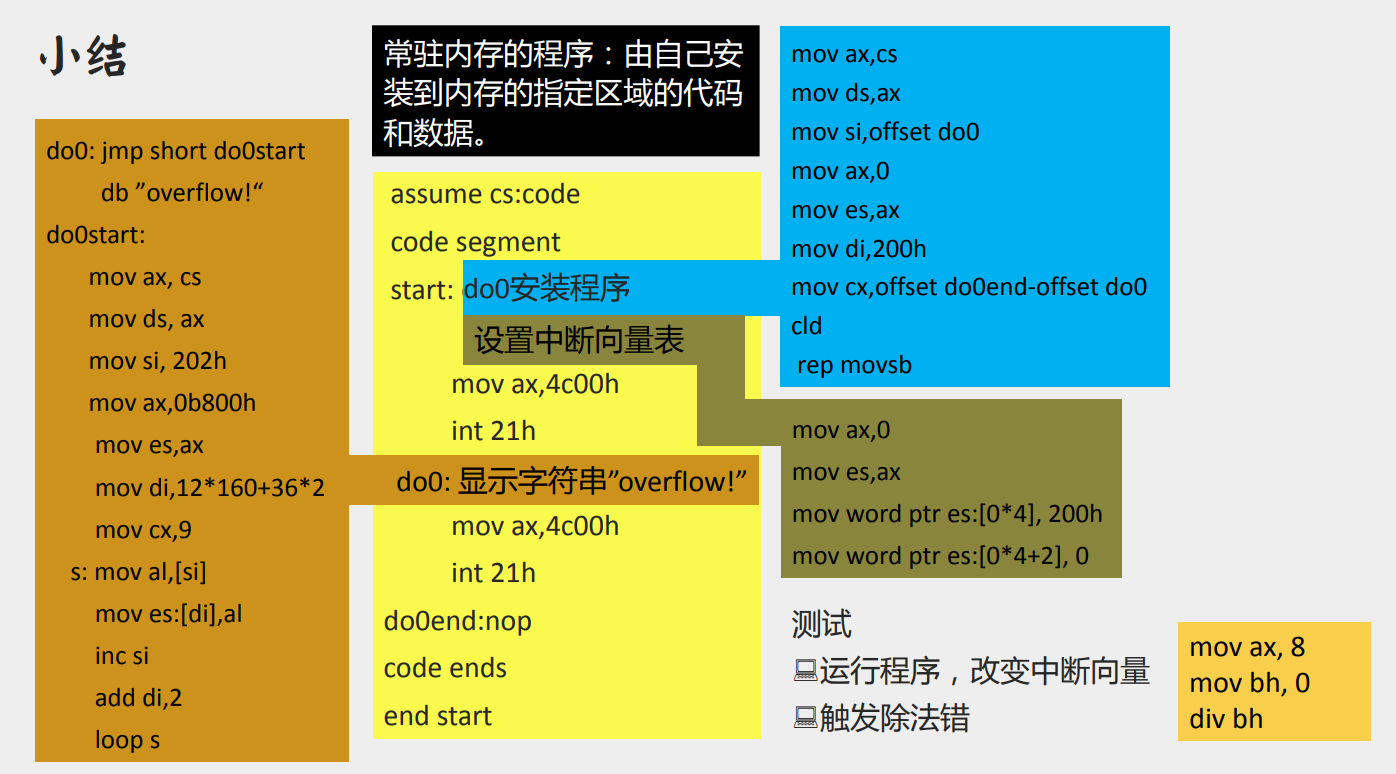 小结
do0: jmp short do0start
db ”overflow!“
do0start:
mov ax, cs
mov ds, ax
mov si, 202h
mov ax,0b800h
mov es,ax
mov di,12*160+36*2
mov cx,9
s: mov al,[si]
mov es:[di],al
inc si
add di,2
loop s
常驻内存的程序：由自己安
装到内存的指定区域的代码
和数据。
assume cs:code
code segment
start: do0安装程序
设置中断向量表
mov ax,4c00h
int 21h
do0: 显示字符串”overflow!”
mov ax,4c00h
int 21h
do0end:nop
code ends
end start
mov ax,cs
mov ds,ax
mov si,offset do0
mov ax,0
mov es,ax
mov di,200h
mov cx,offset do0end-offset do0
cld
rep movsb
mov ax,0
mov es,ax
mov word ptr es:[0*4], 200h
mov word ptr es:[0*4+2], 0
测试
运行程序，改变中断向量
触发除法错
mov ax, 8
mov bh, 0
div bh